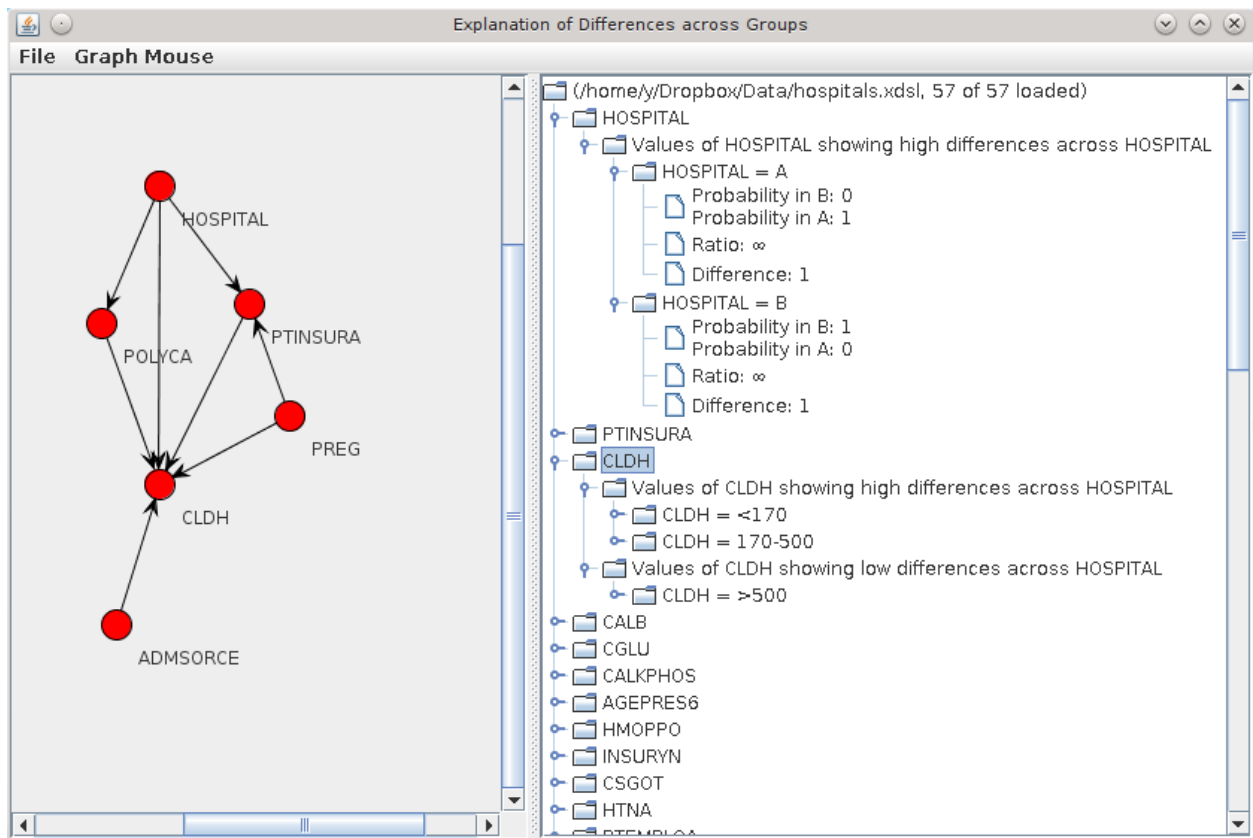 Explanation of Differences across Groups
File Graph Mouse
HOSPITAL
POLYCA
PTINSURA
PREG
CLDH
ADMSORCE
(/home/y/Dropbox/Data/hospitals.xdsl, 57 of 57 loaded)
HOSPITAL
Values of HOSPITAL showing high differences across HOSPITAL
HOSPITAL = A
Probability in B: 0
Probability in A: 1
Ratio: ∞
Difference: 1
HOSPITAL = B
Probability in B: 1
Probability in A: 0
Ratio: ∞
Difference: 1
PTINSURA
CLDH
Values of CLDH showing high differences across HOSPITAL
CLDH = <170
CLDH = 170-500
Values of CLDH showing low differences across HOSPITAL
CLDH = >500
CALB
CGLU
CALKPHOS
AGEPRES6
HMOPPO
INSURYN
CSGOT
HTNA